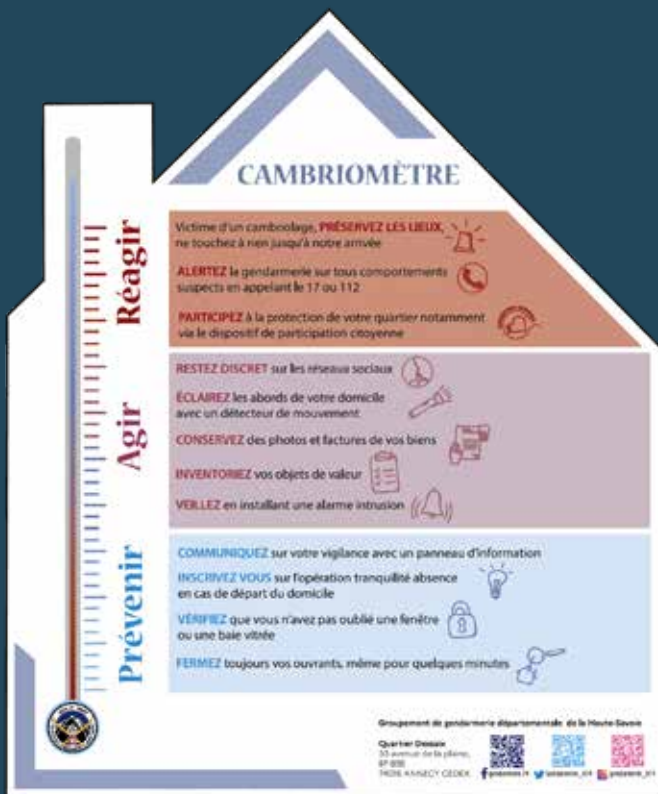 CAMBRIOMÈTRE
Réagir
Victime d'un cambriolage, PRÉSERVEZ LES LIEUX,
ne touchez à rien jusqu'à notre arrivée
ALERTEZ la gendarmerie sur tous comportements
suspects en appelant le 17 ou 112
PARTICIPEZ à la protection de votre quartier notamment
via le dispositif de participation citoyenne
Agir
RESTEZ DISCRET sur les réseaux sociaux
ÉCLAIREZ les abords de votre domicile
avec un détecteur de mouvement
CONSERVEZ des photos et factures de vos biens
INVENTORIEZ vos objets de valeur
VEILLEZ en installant une alarme intrusion
Prévenir
COMMUNIQUEZ sur votre vigilance avec un panneau d'information
INSCRIVEZ VOUS sur l'opération tranquillité absence
en cas de départ du domicile
VÉRIFIEZ que vous n'avez pas oublié une fenêtre
ou une baie vitrée
FERMEZ toujours vos ouvrants, même pour quelques minutes
Groupement de gendarmerie départementale de la Haute-Savoie
Quartier Dessaix
avenue de la plaine,
ANNECY CEDEX